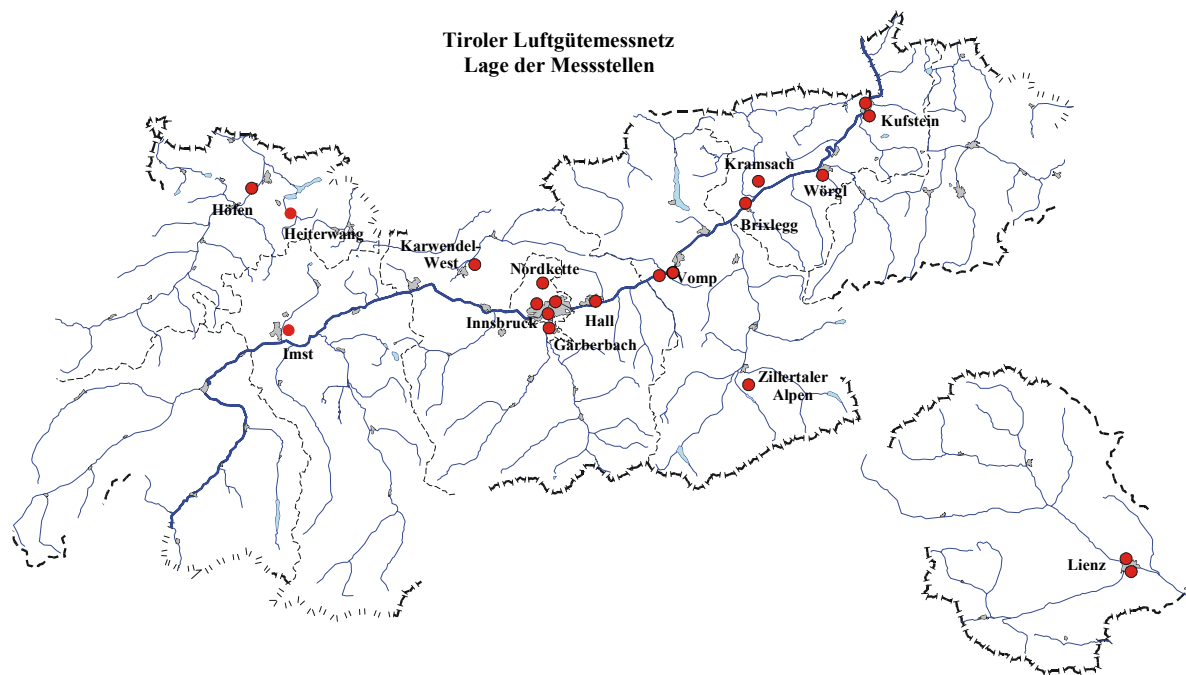 Tiroler Luftgütemessnetz
Lage der Messstellen
Kufstein
Kramsach
Wörgl
Höfen
Brixlegg
Heiterwang
Karwendel-
West
Nordkette
Vomp
Innsbruck
Hall
Gärberbach
Imst
Zillertaler
Alpen
Lienz